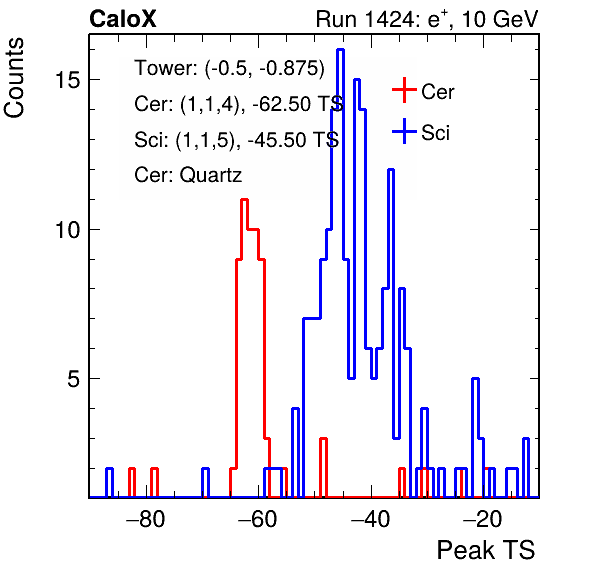 CaloX Run 1424: e⁺, 10 GeV
Counts
Tower: (-0.5, -0.875)
Cer: (1,1,4), -62.50 TS
Sci: (1,1,5), -45.50 TS
Cer: Quartz
Cer
Sci
15
10
5
−80 −60 −40 −20
Peak TS